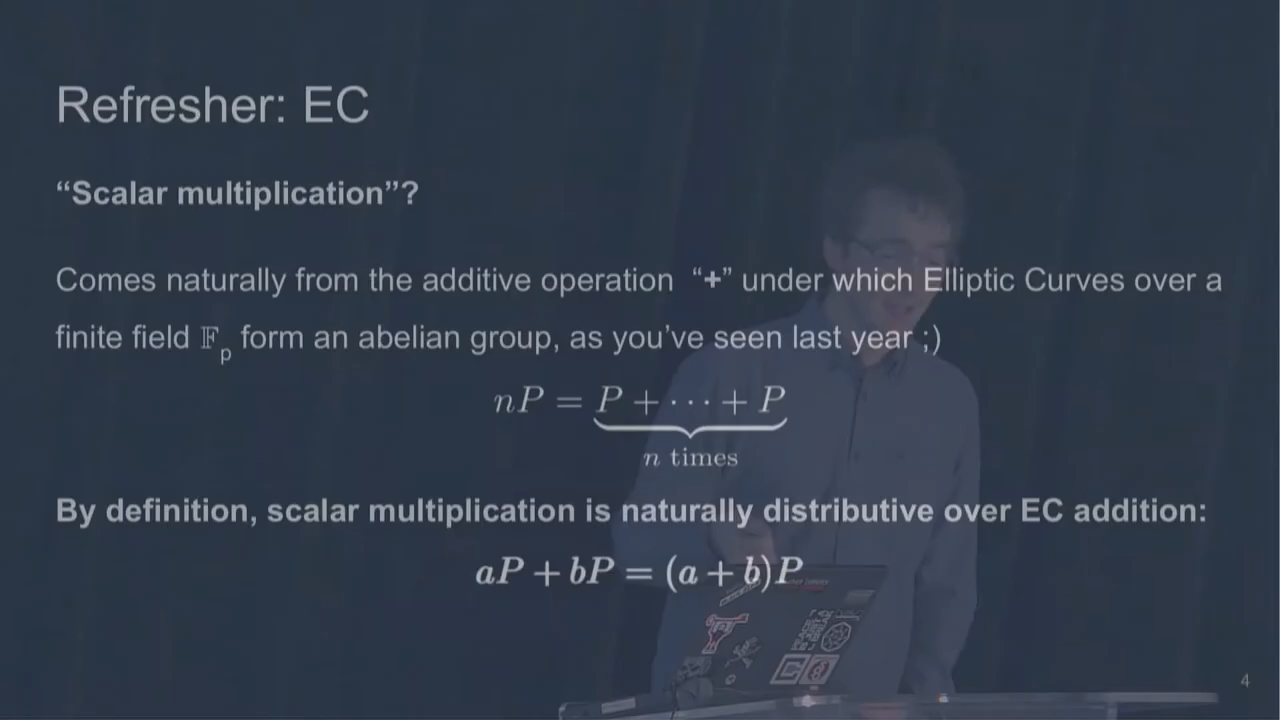 Refresher: EC
“Scalar multiplication”?
Comes naturally from the additive operation “+” under which Elliptic Curves over a
finite field 𝔽p form an abelian group, as you’ve seen last year ;)
nP = P + · · · + P
n times
By definition, scalar multiplication is naturally distributive over EC addition:
aP + bP = (a + b)P
4